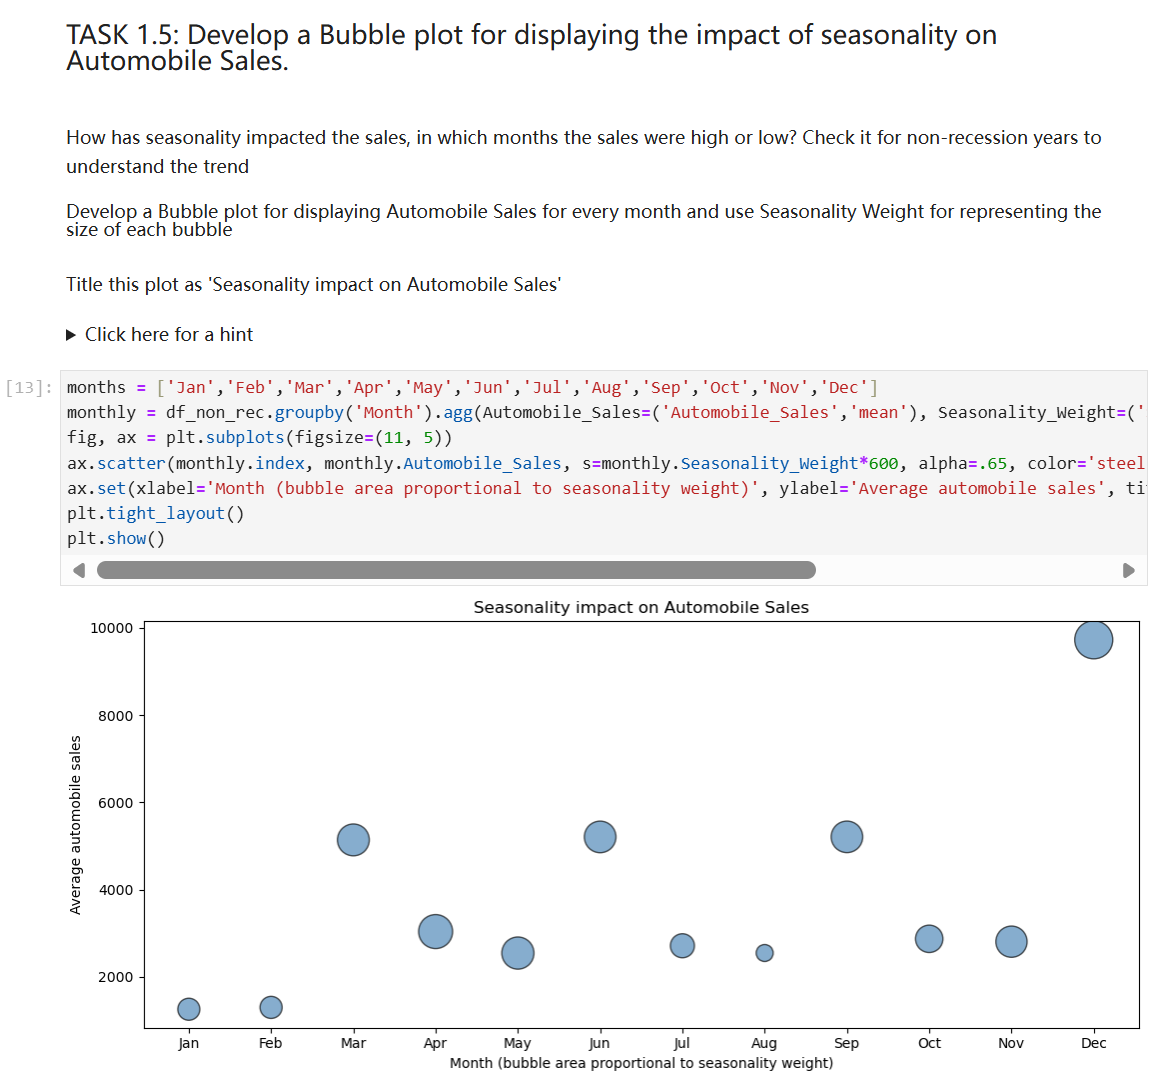 TASK 1.5: Develop a Bubble plot for displaying the impact of seasonality on
Automobile Sales.
How has seasonality impacted the sales, in which months the sales were high or low? Check it for non-recession years to
understand the trend
Develop a Bubble plot for displaying Automobile Sales for every month and use Seasonality Weight for representing the
size of each bubble
Title this plot as 'Seasonality impact on Automobile Sales'
Click here for a hint
[13]:
months = ['Jan','Feb','Mar','Apr','May','Jun','Jul','Aug','Sep','Oct','Nov','Dec']
monthly = df_non_rec.groupby('Month').agg(Automobile_Sales=('Automobile_Sales','mean'), Seasonality_Weight=('
fig, ax = plt.subplots(figsize=(11, 5))
ax.scatter(monthly.index, monthly.Automobile_Sales, s=monthly.Seasonality_Weight*600, alpha=.65, color='steel
ax.set(xlabel='Month (bubble area proportional to seasonality weight)', ylabel='Average automobile sales', ti
plt.tight_layout()
plt.show()
Seasonality impact on Automobile Sales
10000
8000
6000
4000
2000
Average automobile sales
Jan Feb Mar Apr May Jun Jul Aug Sep Oct Nov Dec
Month (bubble area proportional to seasonality weight)